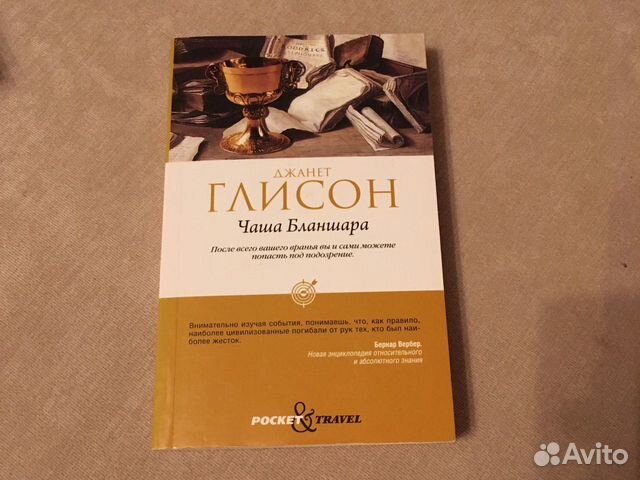 ДЖАНЕТ
ГЛИСОН
Чаша Бланшара
После всего вашего вранья вы и сами можете
попасть под подозрение.
Внимательно изучая события, понимаешь, что, как правило,
наиболее цивилизованные погибали от рук тех, кто был наи-
более жесток.
Бернар Вербер.
Новая энциклопедия относительного
и абсолютного знания
POCKET & TRAVEL
Avito